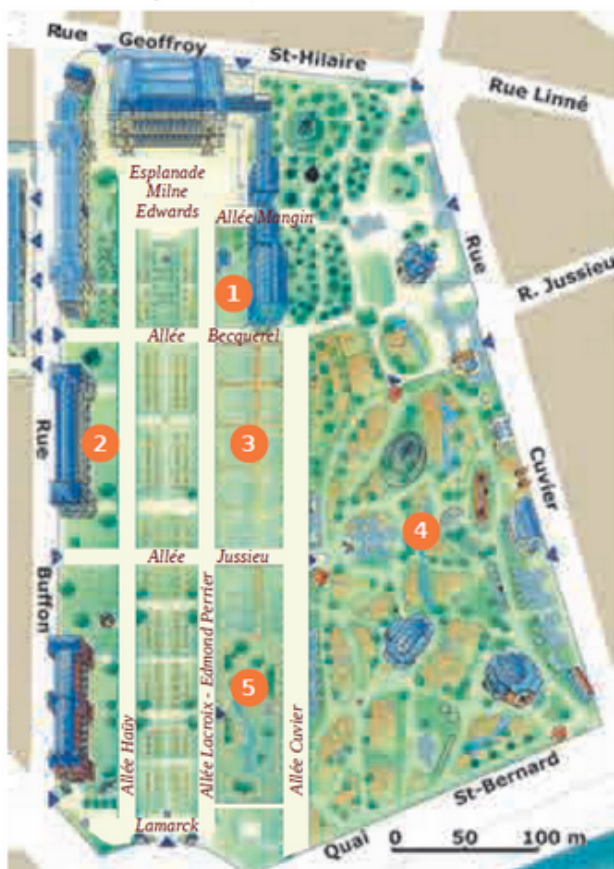 Rue Geoffroy St-Hilaire
Rue Linné
Esplanade
Milne
Edwards
Allée Mangin
Rue
R. Jussieu
1
Allée Becquerel
Rue
2
3
Cuvier
4
Allée Jussieu
Buffon
Allée Haüy
Allée Lacroix - Edmond Perrier
5
Allée Cuvier
St-Bernard
Lamarck
Quai
0 50 100 m